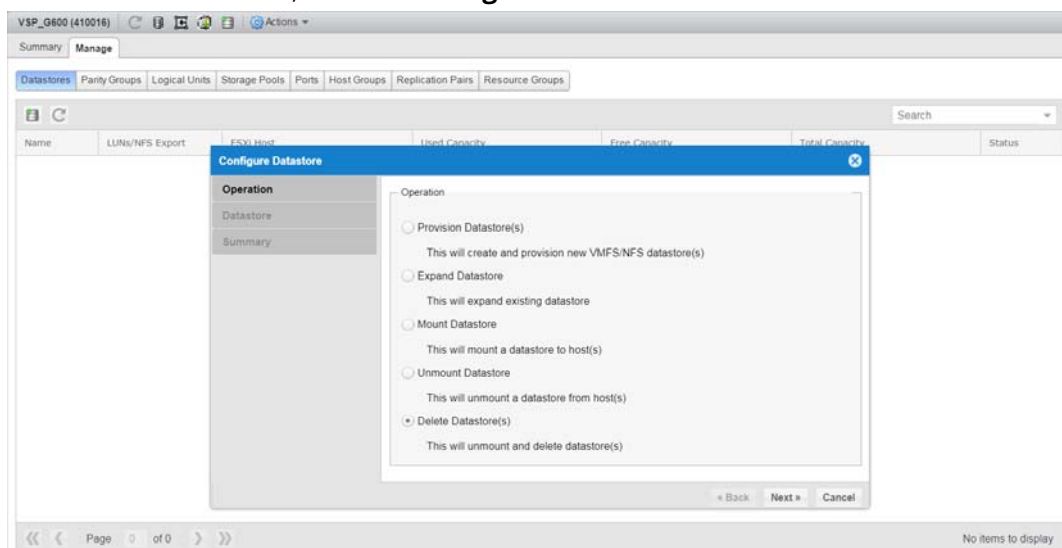 VSP_G600 (410016) Actions
Summary Manage
Datastores Parity Groups Logical Units Storage Pools Ports Host Groups Replication Pairs Resource Groups
Search
Name LUNs/NFS Export ESXi Host Used Capacity Free Capacity Total Capacity Status
Configure Datastore
Operation
Datastore
Summary
Operation
Provision Datastore(s)
This will create and provision new VMFS/NFS datastore(s)
Expand Datastore
This will expand existing datastore
Mount Datastore
This will mount a datastore to host(s)
Unmount Datastore
This will unmount a datastore from host(s)
Delete Datastore(s)
This will unmount and delete datastore(s)
« Back Next » Cancel
Page 0 of 0 No items to display